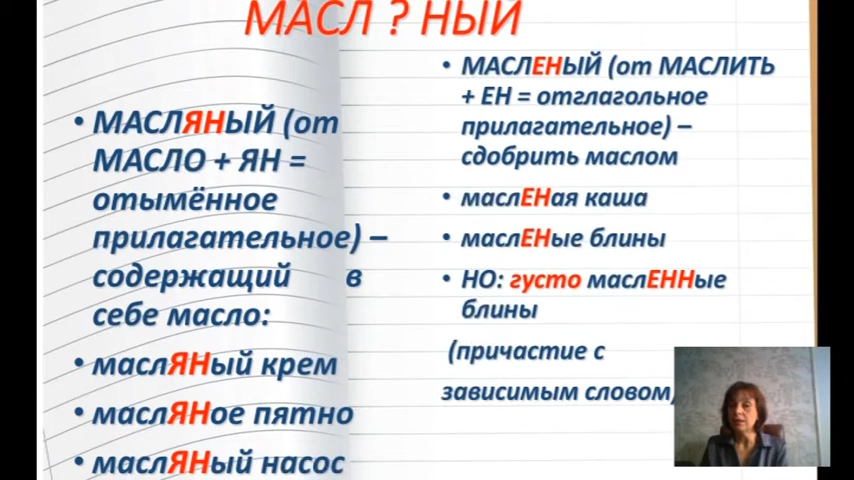 МАСЛ ? НЫЙ
• МАСЛЯНЫЙ (от
МАСЛО + ЯН =
отымённое
прилагательное) –
содержащий в
себе масло:
• маслЯНый крем
• маслЯНое пятно
• маслЯНый насос
• МАСЛЕНЫЙ (от МАСЛИТЬ
+ ЕН = отглагольное
прилагательное) –
сдобрить маслом
• маслЕНая каша
• маслЕНые блины
• НО: густо маслЕННые
блины
(причастие с
зависимым словом)